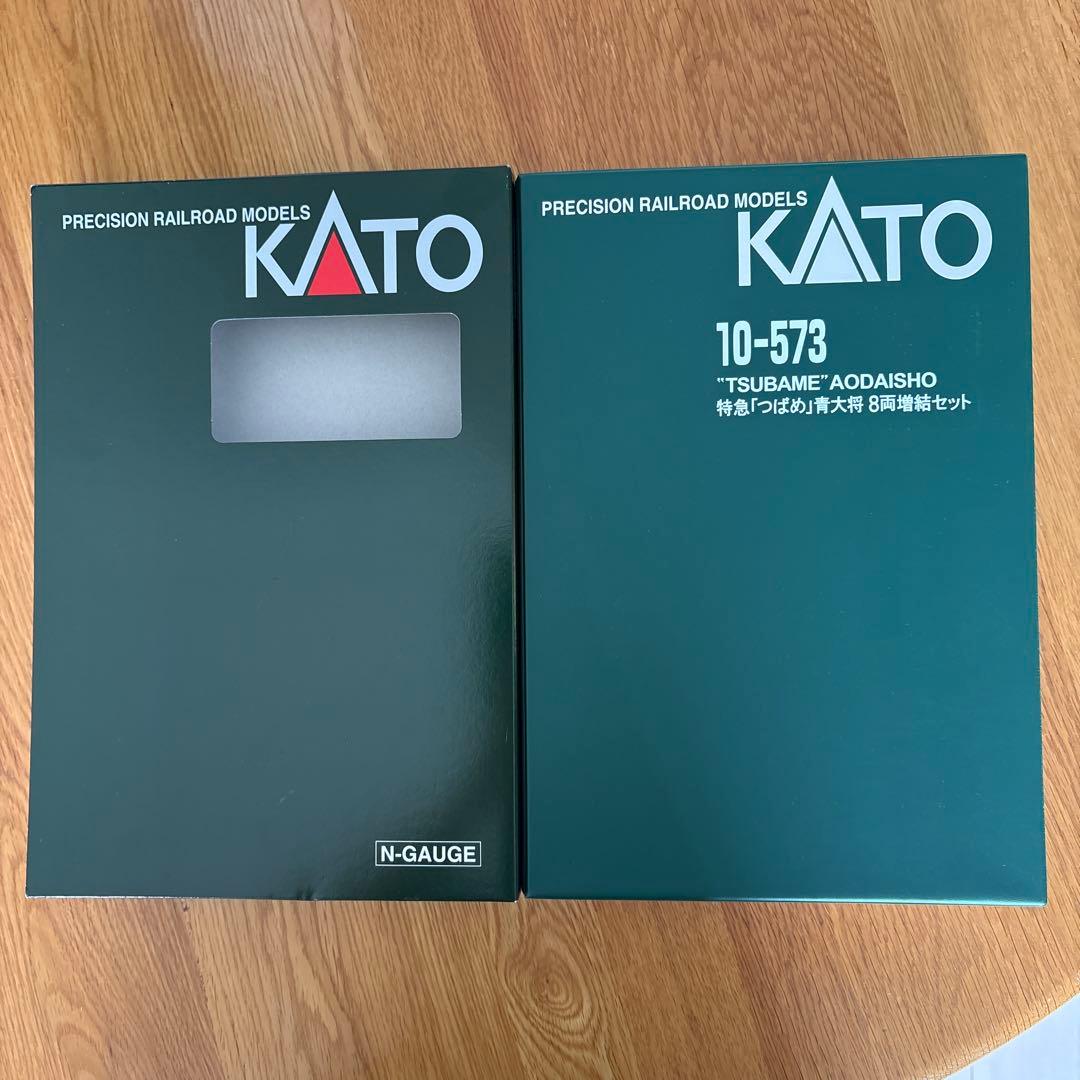 PRECISION RAILROAD MODELS
KATO
N-GAUGE
PRECISION RAILROAD MODELS
KATO
10-573
"TSUBAME" AODAISHO
特急「つばめ」青大将 8両増結セット